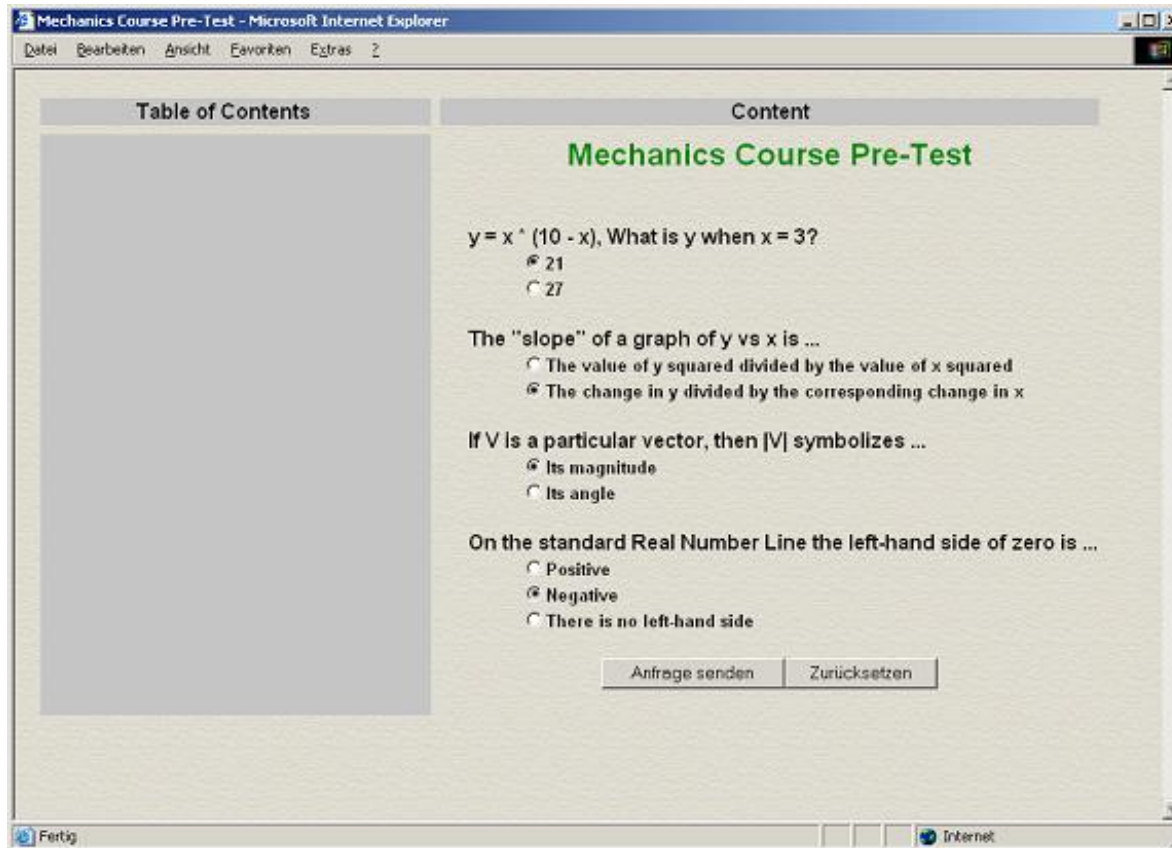 Mechanics Course Pre-Test - Microsoft Internet Explorer
Datei Bearbeiten Ansicht Favoriten Extras ?
Table of Contents
Content
Mechanics Course Pre-Test
y = x * (10 - x), What is y when x = 3?
21
27
The "slope" of a graph of y vs x is ...
The value of y squared divided by the value of x squared
The change in y divided by the corresponding change in x
If V is a particular vector, then |V| symbolizes ...
Its magnitude
Its angle
On the standard Real Number Line the left-hand side of zero is ...
Positive
Negative
There is no left-hand side
Anfrage senden Zurücksetzen
Fertig Internet